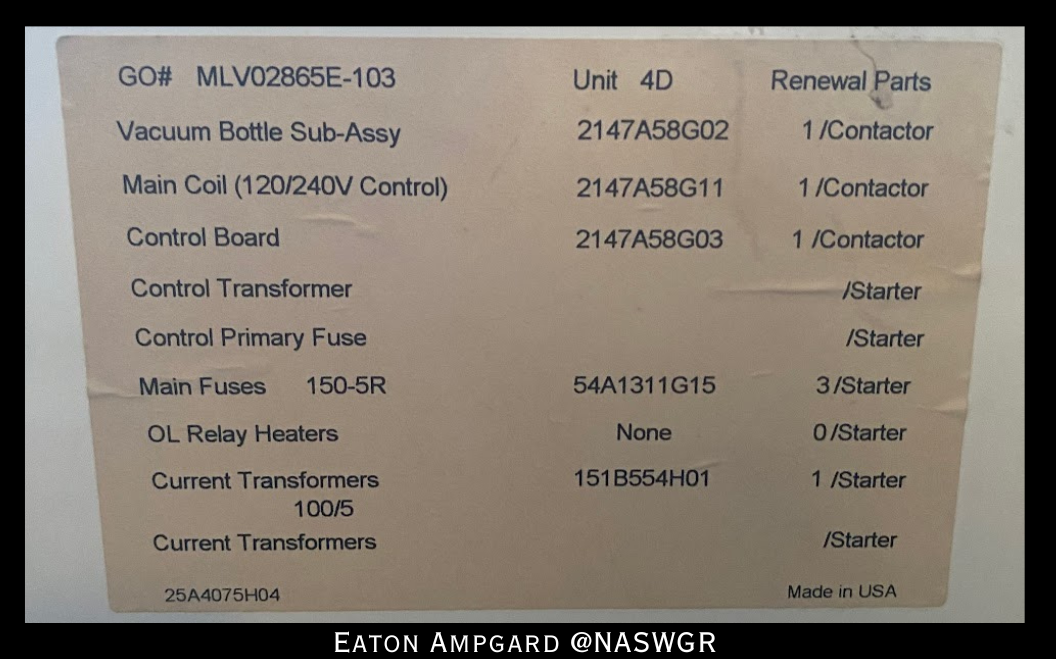 GO# MLV02865E-103 Unit 4D Renewal Parts
Vacuum Bottle Sub-Assy 2147A58G02 1 /Contactor
Main Coil (120/240V Control) 2147A58G11 1 /Contactor
Control Board 2147A58G03 1 /Contactor
Control Transformer /Starter
Control Primary Fuse /Starter
Main Fuses 150-5R 54A1311G15 3 /Starter
OL Relay Heaters None 0 /Starter
Current Transformers 151B554H01 1 /Starter
100/5
Current Transformers /Starter
25A4075H04 Made in USA
EATON AMPGARD @NASWGR